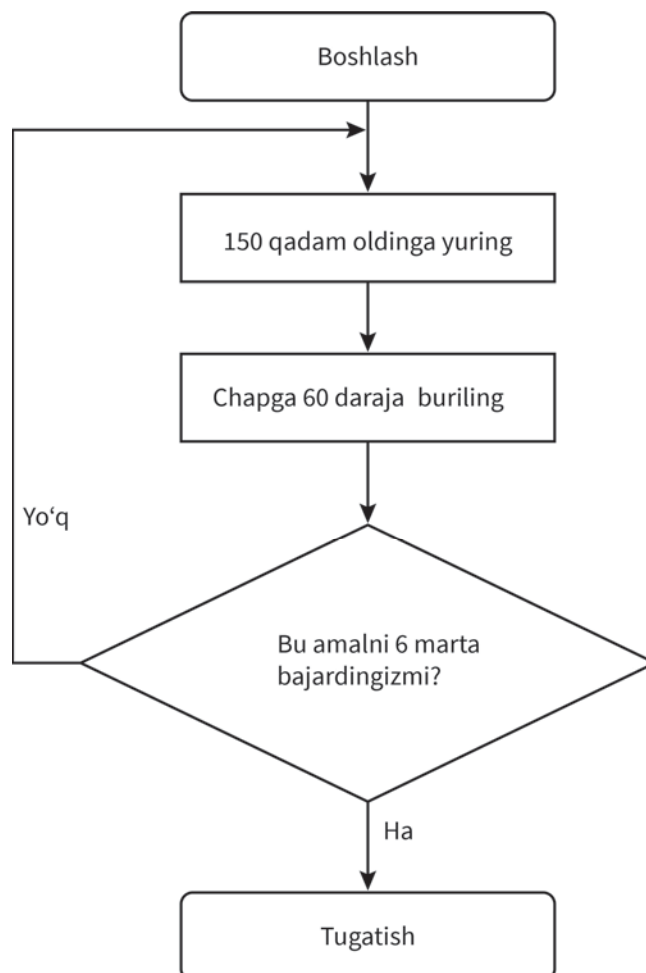 Boshlash
150 qadam oldinga yuring
Chapga 60 daraja buriling
Yo‘q
Bu amalni 6 marta
bajardingizmi?
Ha
Tugatish